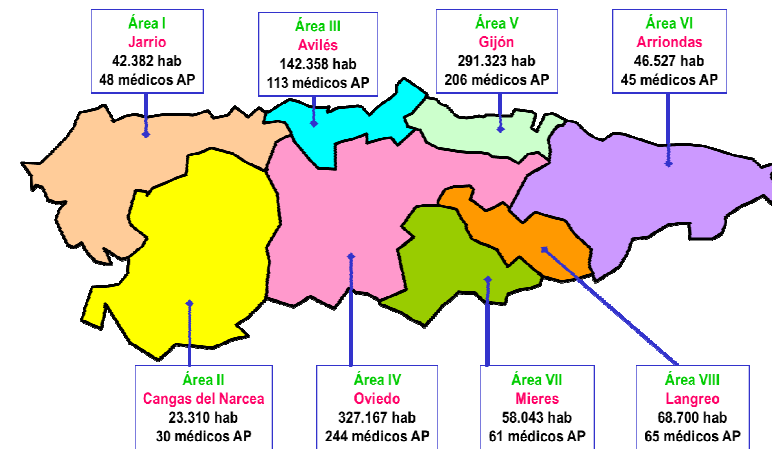 Área I
Jarrio
42.382 hab
48 médicos AP
Área III
Avilés
142.358 hab
113 médicos AP
Área V
Gijón
291.323 hab
206 médicos AP
Área VI
Arriondas
46.527 hab
45 médicos AP
Área II
Cangas del Narcea
23.310 hab
30 médicos AP
Área IV
Oviedo
327.167 hab
244 médicos AP
Área VII
Mieres
58.043 hab
61 médicos AP
Área VIII
Langreo
68.700 hab
65 médicos AP